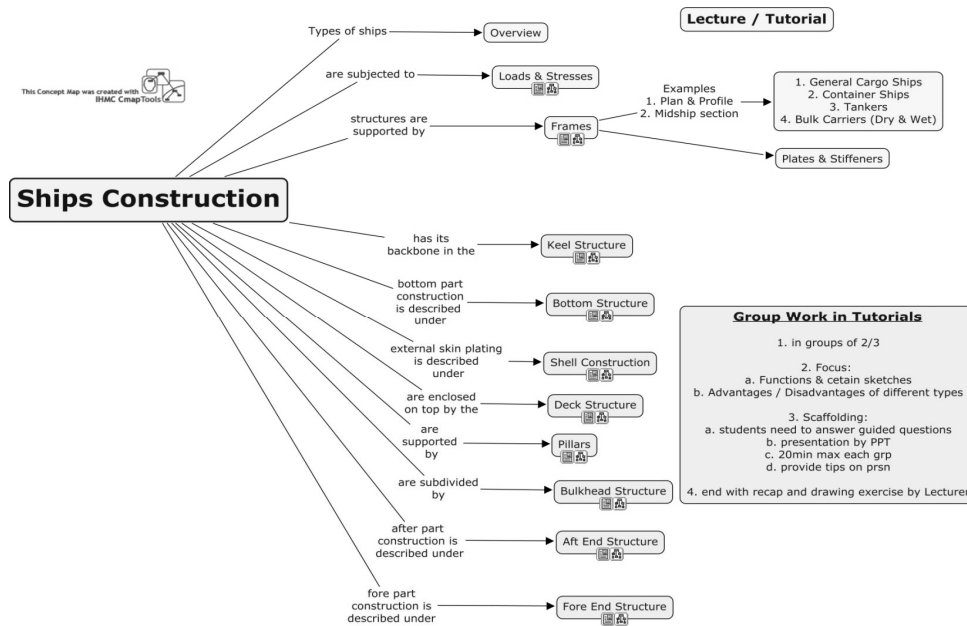 Lecture / Tutorial
Types of ships
Overview
This Concept Map was created with
IHMC CmapTools
are subjected to
Loads & Stresses
structures are
supported by
Frames
Examples
1. Plan & Profile
2. Midship section
1. General Cargo Ships
2. Container Ships
3. Tankers
4. Bulk Carriers (Dry & Wet)
Plates & Stiffeners
Ships Construction
has its
backbone in the
Keel Structure
bottom part
construction
is described
under
Bottom Structure
external skin plating
is described
under
Shell Construction
are enclosed
on top by the
Deck Structure
are
supported
by
Pillars
are subdivided
by
Bulkhead Structure
after part
construction is
described under
Aft End Structure
fore part
construction is
described under
Fore End Structure
Group Work in Tutorials
1. in groups of 2/3
2. Focus:
a. Functions & cetain sketches
b. Advantages / Disadvantages of different types
3. Scaffolding:
a. students need to answer guided questions
b. presentation by PPT
c. 20min max each grp
d. provide tips on prsn
4. end with recap and drawing exercise by Lecturer